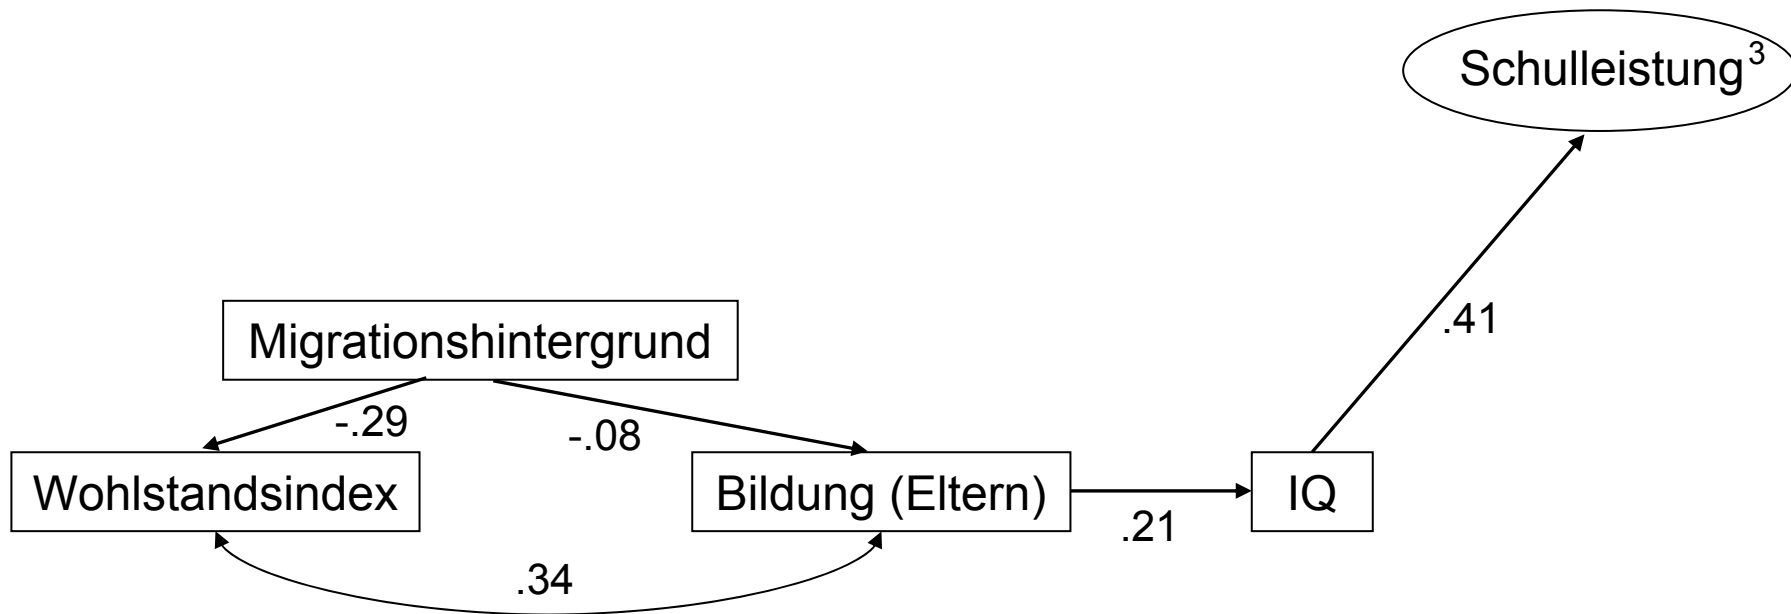 Schulleistung³
.41
Migrationshintergrund
-.29
-.08
Wohlstandsindex
Bildung (Eltern)
IQ
.21
.34